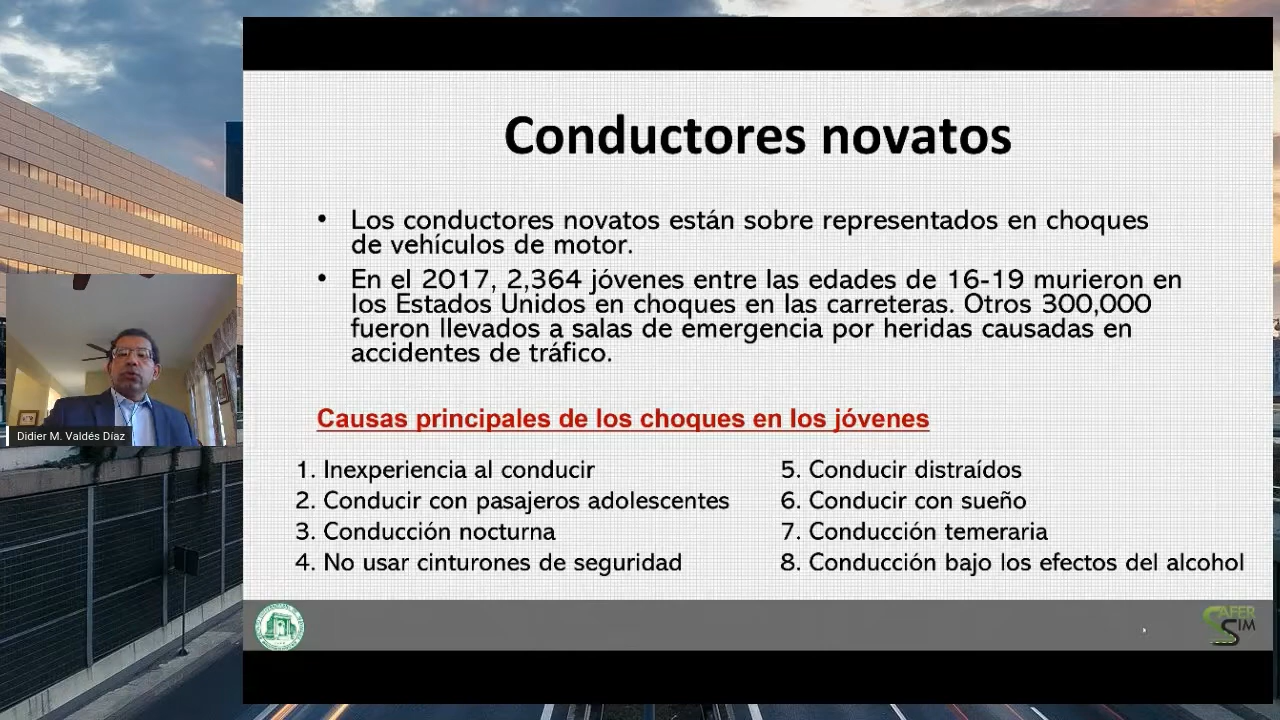 Conductores novatos
• Los conductores novatos están sobre representados en choques
de vehículos de motor.
• En el 2017, 2,364 jóvenes entre las edades de 16-19 murieron en
los Estados Unidos en choques en las carreteras. Otros 300,000
fueron llevados a salas de emergencia por heridas causadas en
accidentes de tráfico.
Causas principales de los choques en los jóvenes
1. Inexperiencia al conducir
2. Conducir con pasajeros adolescentes
3. Conducción nocturna
4. No usar cinturones de seguridad
5. Conducir distraídos
6. Conducir con sueño
7. Conducción temeraria
8. Conducción bajo los efectos del alcohol
Didier M. Valdés Díaz
SAFER
SIM